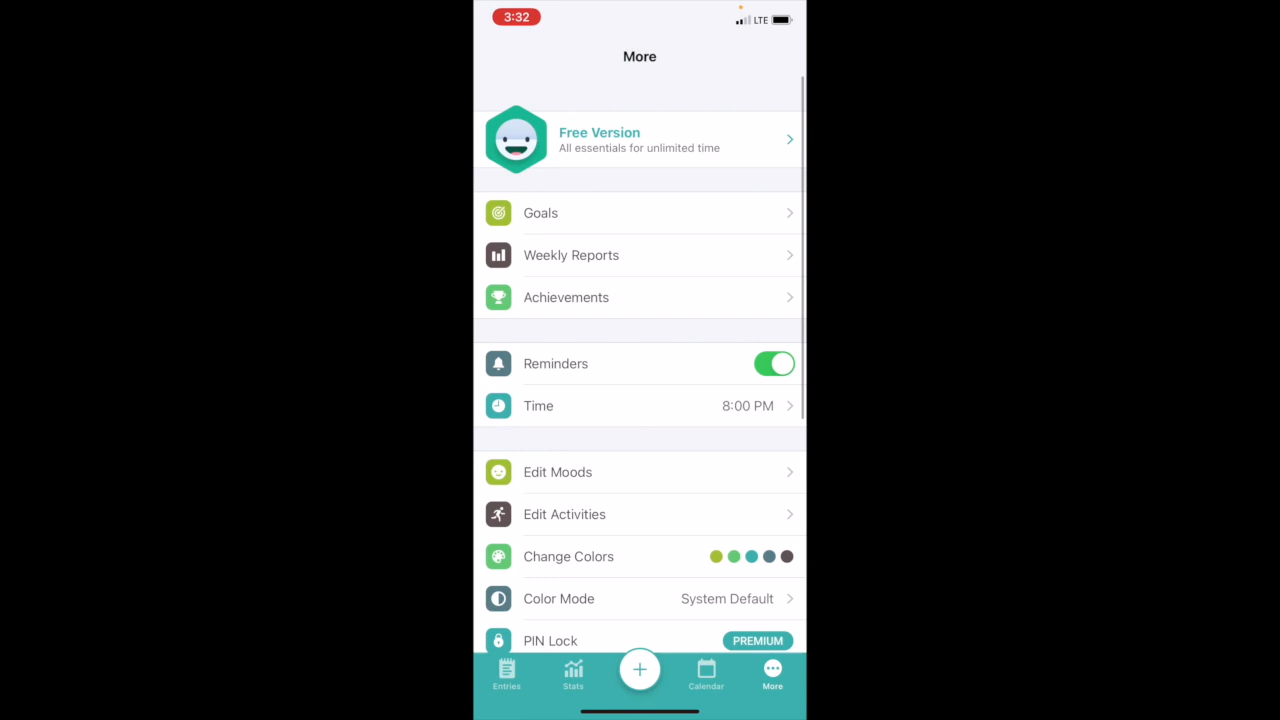 3:32
LTE
More
Free Version
All essentials for unlimited time
Goals
Weekly Reports
Achievements
Reminders
Time 8:00 PM
Edit Moods
Edit Activities
Change Colors
Color Mode System Default
PIN Lock PREMIUM
Entries Stats Calendar More